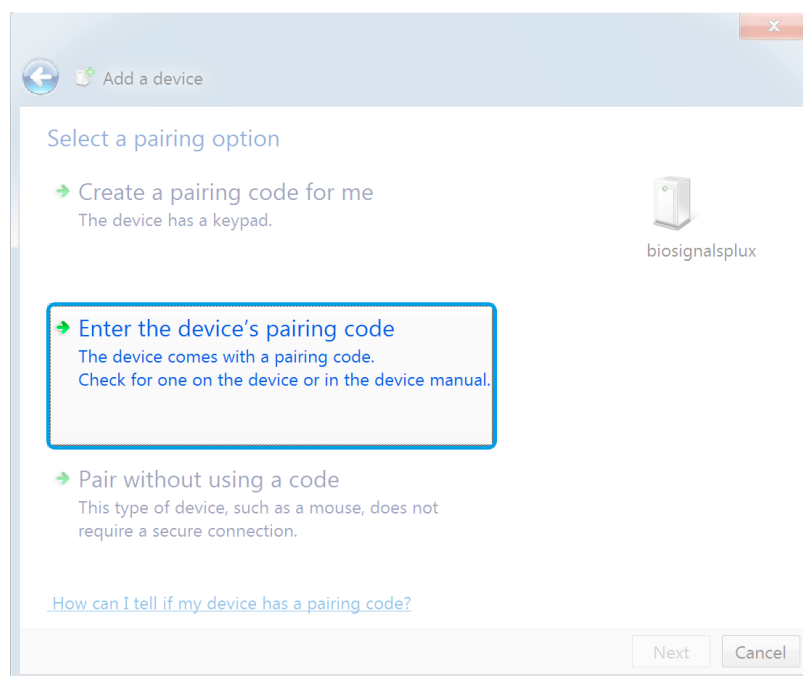 Add a device
Select a pairing option
Create a pairing code for me
The device has a keypad.
biosignalsplux
Enter the device’s pairing code
The device comes with a pairing code.
Check for one on the device or in the device manual.
Pair without using a code
This type of device, such as a mouse, does not
require a secure connection.
How can I tell if my device has a pairing code?
Next
Cancel